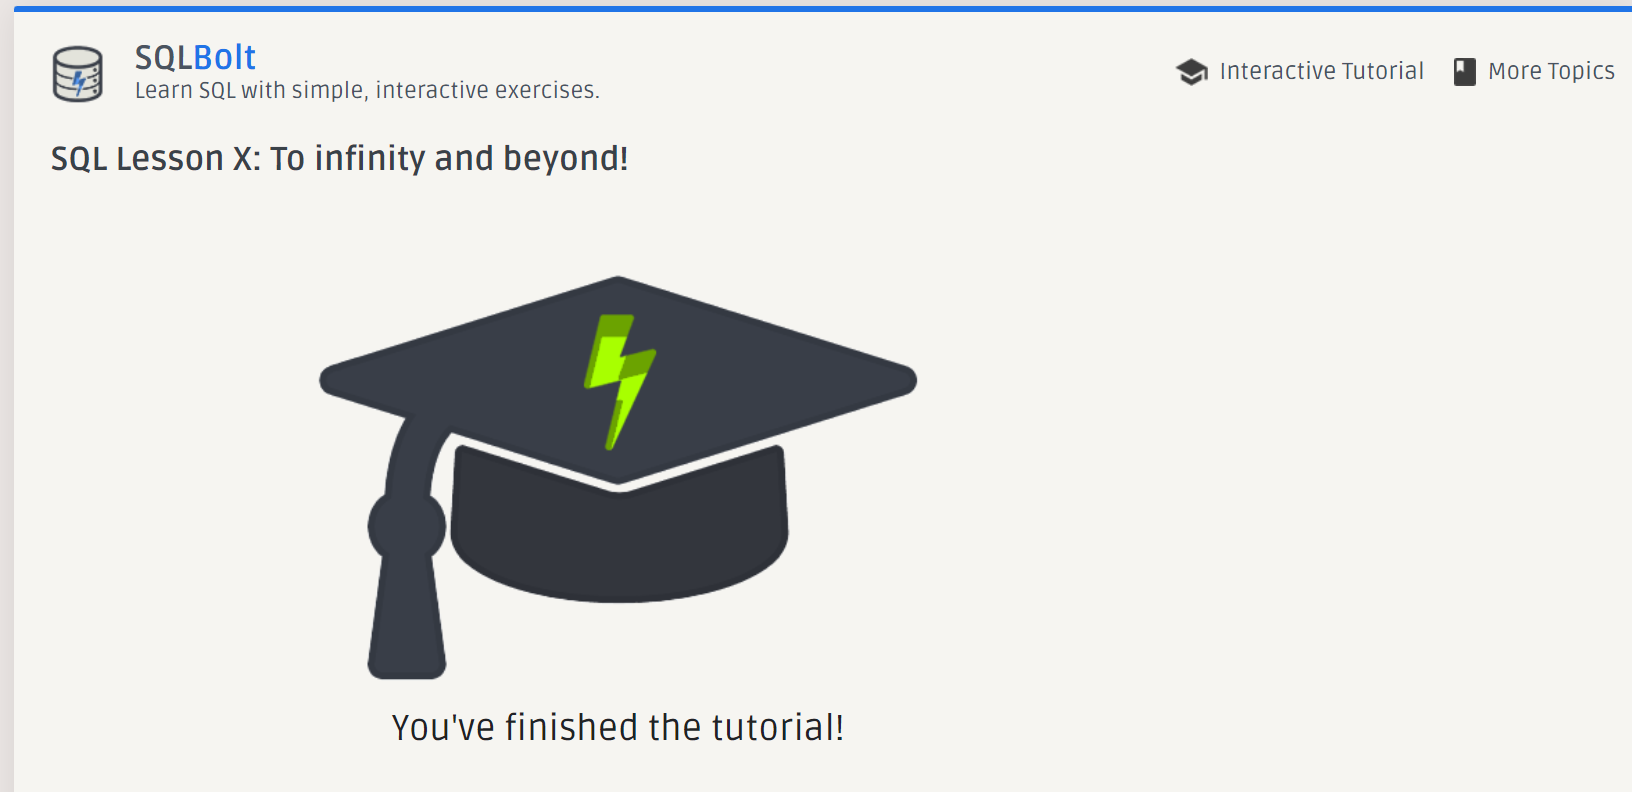 SQLBolt
Learn SQL with simple, interactive exercises.
Interactive Tutorial
More Topics
SQL Lesson X: To infinity and beyond!
You've finished the tutorial!